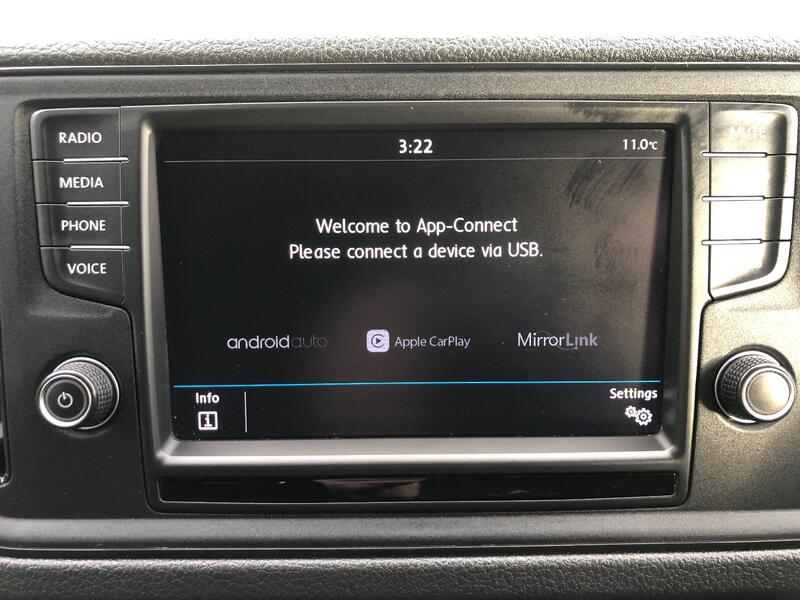 RADIO
MEDIA
PHONE
VOICE
MUTE
3:22
11.0°C
Welcome to App-Connect
Please connect a device via USB.
androidauto
Apple CarPlay
MirrorLink
Info
i
Settings